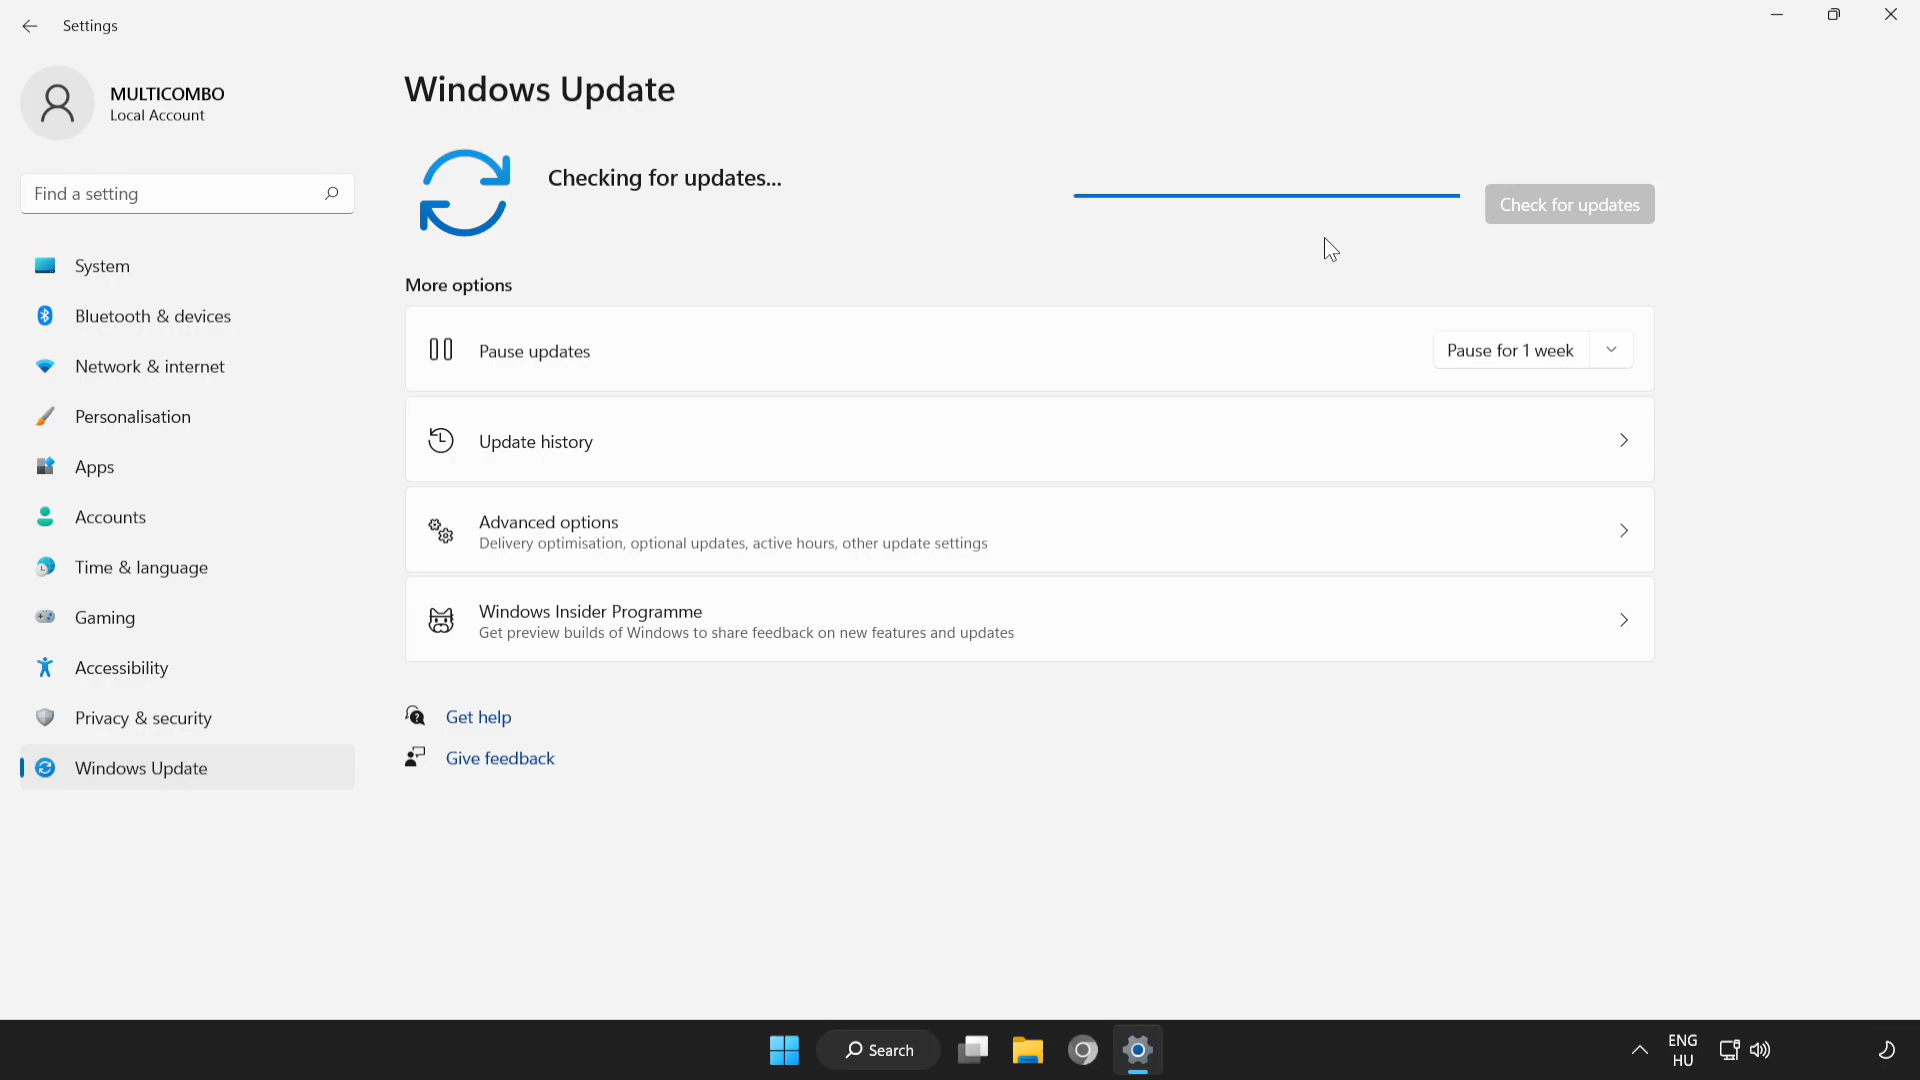 Settings
MULTICOMBO
Local Account
Find a setting
System
Bluetooth & devices
Network & internet
Personalisation
Apps
Accounts
Time & language
Gaming
Accessibility
Privacy & security
Windows Update
Windows Update
Checking for updates...
Check for updates
More options
Pause updates
Pause for 1 week
Update history
Advanced options
Delivery optimisation, optional updates, active hours, other update settings
Windows Insider Programme
Get preview builds of Windows to share feedback on new features and updates
Get help
Give feedback
Search
ENG
HU